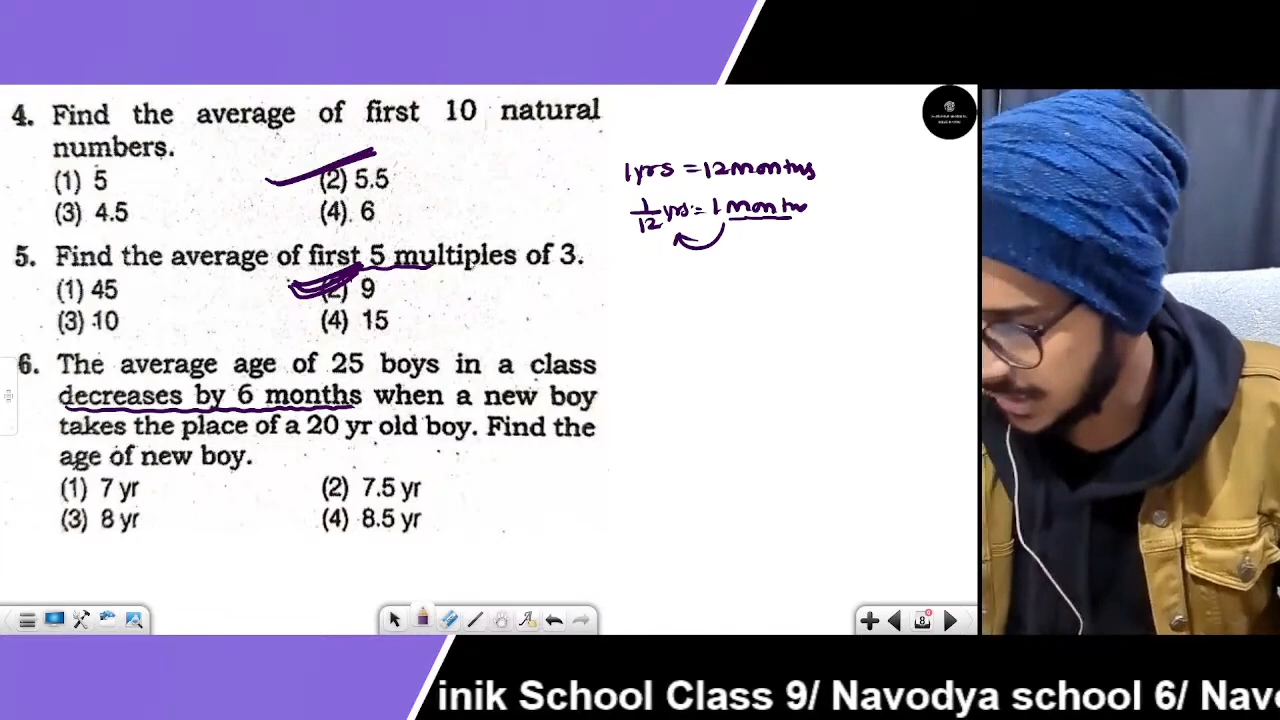 4. Find the average of first 10 natural
numbers.
(1) 5 (2) 5.5
(3) 4.5 (4) 6
5. Find the average of first 5 multiples of 3.
(1) 45 (2) 9
(3) 10 (4) 15
6. The average age of 25 boys in a class
decreases by 6 months when a new boy
takes the place of a 20 yr old boy. Find the
age of new boy.
(1) 7 yr (2) 7.5 yr
(3) 8 yr (4) 8.5 yr
1yrs = 12 months
1/12 yrs = 1 month
8
inik School Class 9/ Navodya school 6/ Navo